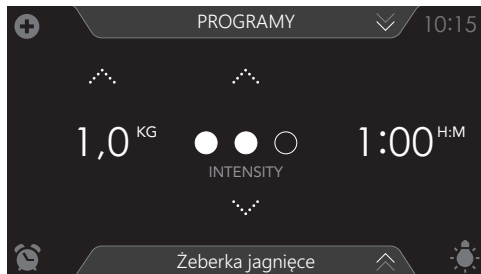 PROGRAMY
10:15
1,0 KG
1:00 H:M
INTENSITY
Żeberka jagnięce